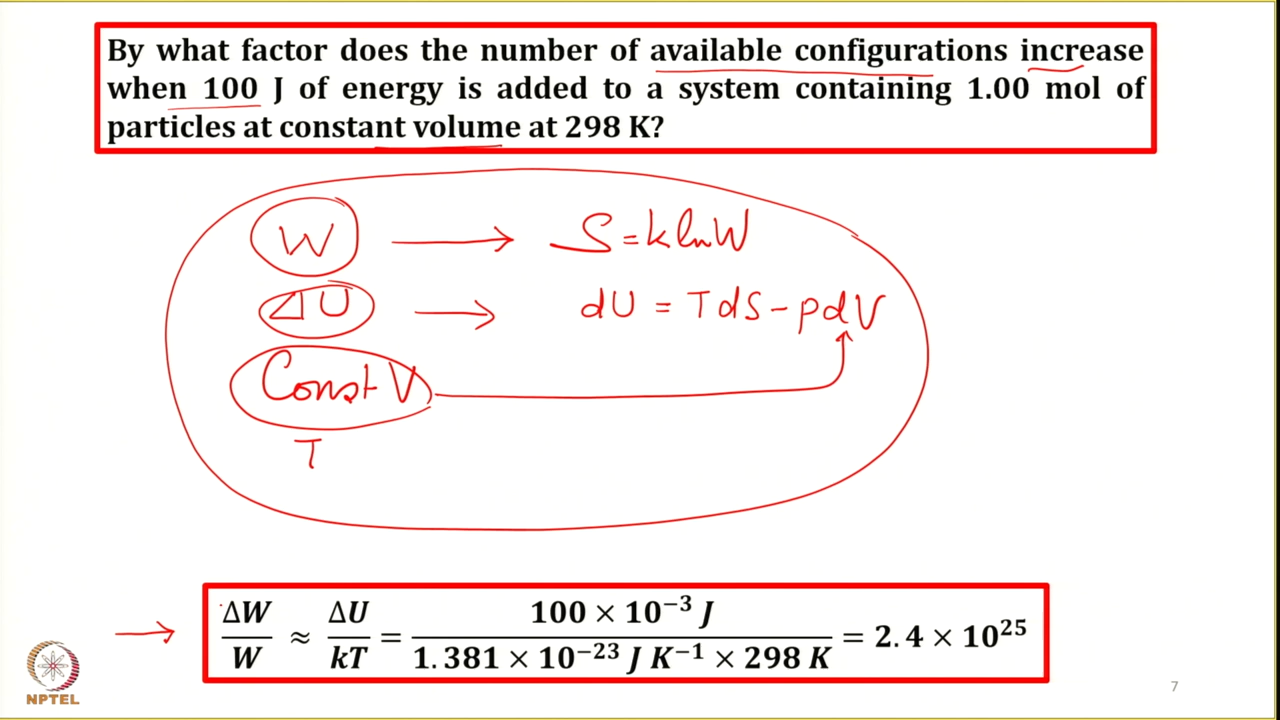 By what factor does the number of available configurations increase
when 100 J of energy is added to a system containing 1.00 mol of
particles at constant volume at 298 K?
W → S = k ln W
ΔU → dU = TdS - pdV
Const V
T
→ ΔW/W ≈ ΔU/kT = 100 × 10⁻³ J / 1.381 × 10⁻²³ J K⁻¹ × 298 K = 2.4 × 10²⁵
NPTEL
7